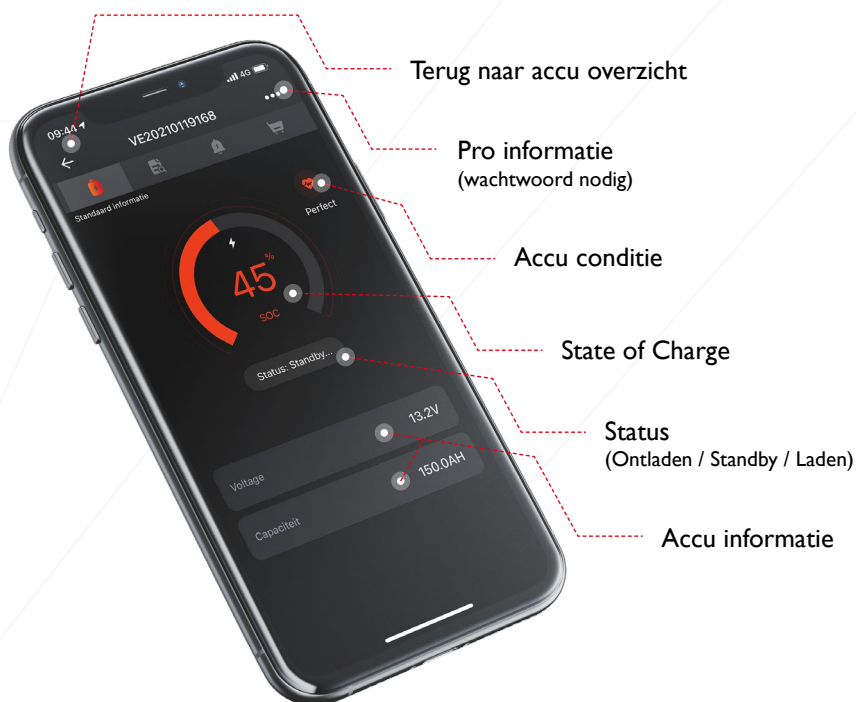 Terug naar accu overzicht
4G
09:44
VE20210119168
Pro informatie
(wachtwoord nodig)
Standaard informatie
Perfect
Accu conditie
45%
SOC
State of Charge
Status: Standby...
Status
(Ontladen / Standby / Laden)
Voltage
13.2V
Capaciteit
150.0AH
Accu informatie